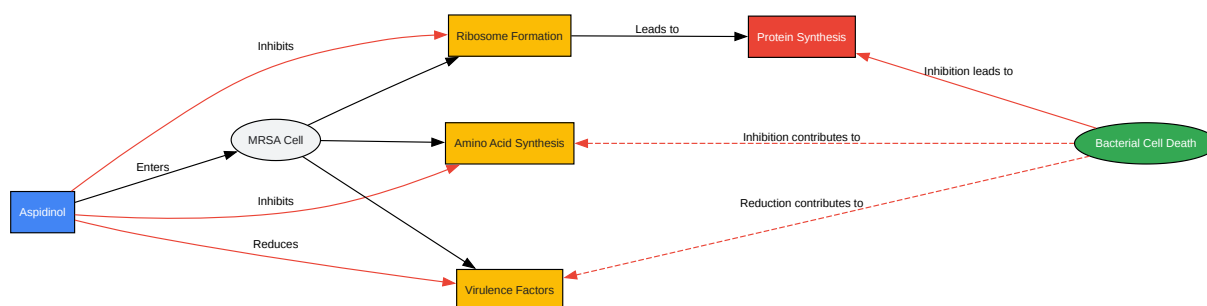 Inhibits
Ribosome Formation
Leads to
Protein Synthesis
Inhibition leads to
MRSA Cell
Amino Acid Synthesis
Inhibition contributes to
Bacterial Cell Death
Enters
Aspidinol
Inhibits
Reduction contributes to
Reduces
Virulence Factors